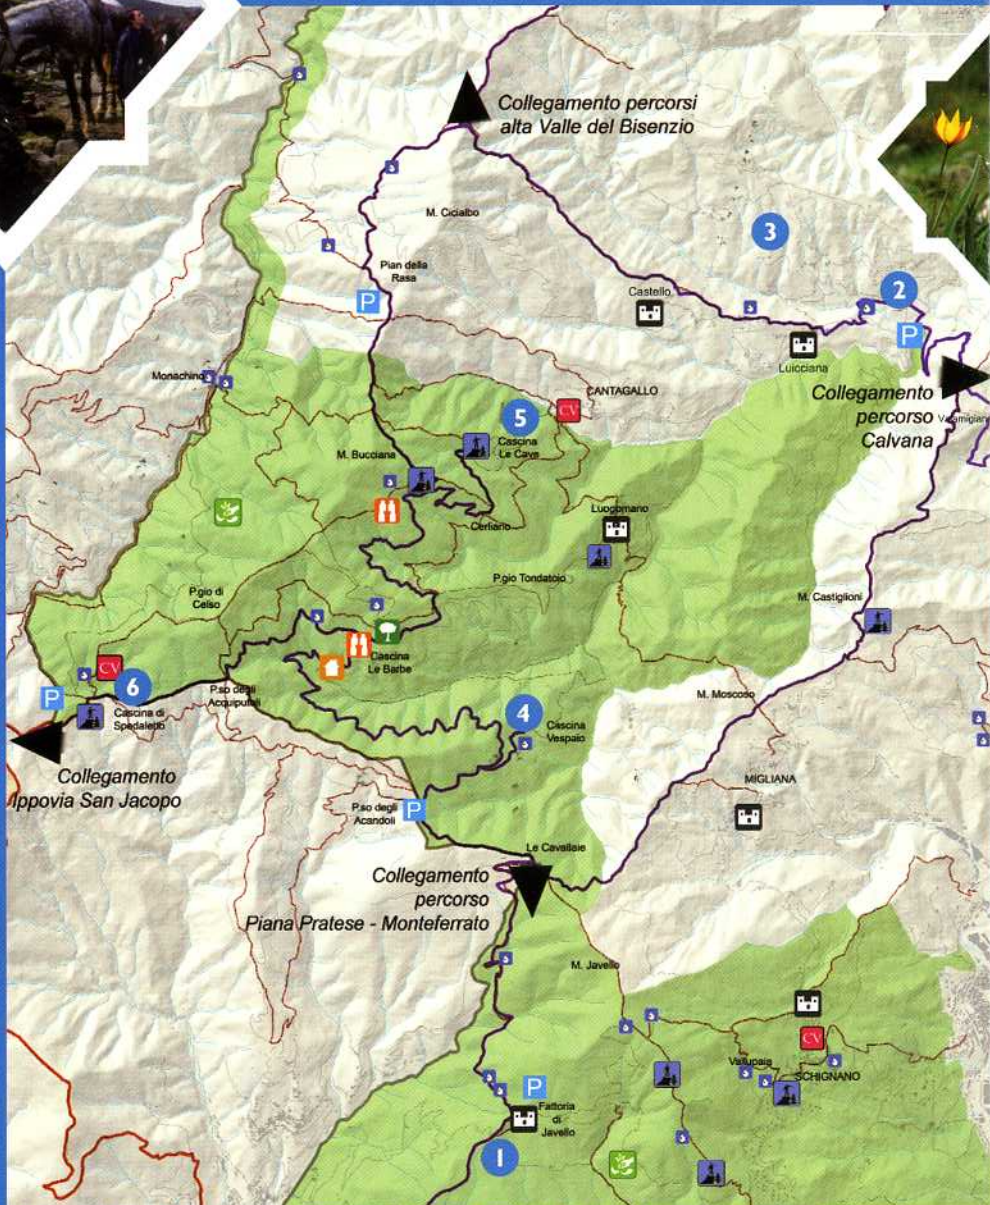 Collegamento percorsi
alta Valle del Bisenzio
M. Cicialbo
3
Pian della
Rasa
P
Castello
2
P
Luicciana
Monachino
CANTAGALLO
CV
Collegamento
percorso
Calvana
5
Cascina
Le Cave
M. Bucciana
Luogomano
Cerliano
P.gio Tondatoio
P.gio di
Celso
M. Castiglioni
Cascina
Le Barbe
CV
6
P
P.so degli
Acquiputoli
Cascina di
Spedaletto
M. Moscoso
4
Cascina
Vespaio
Collegamento
Ippovia San Jacopo
MIGLIANA
P.so degli
Acandoli
P
Le Cavallaie
Collegamento
percorso
Piana Pratese - Monteferrato
M. Javello
CV
Vallupaia
SCHIGNANO
P
Fattoria
di
Javello
1